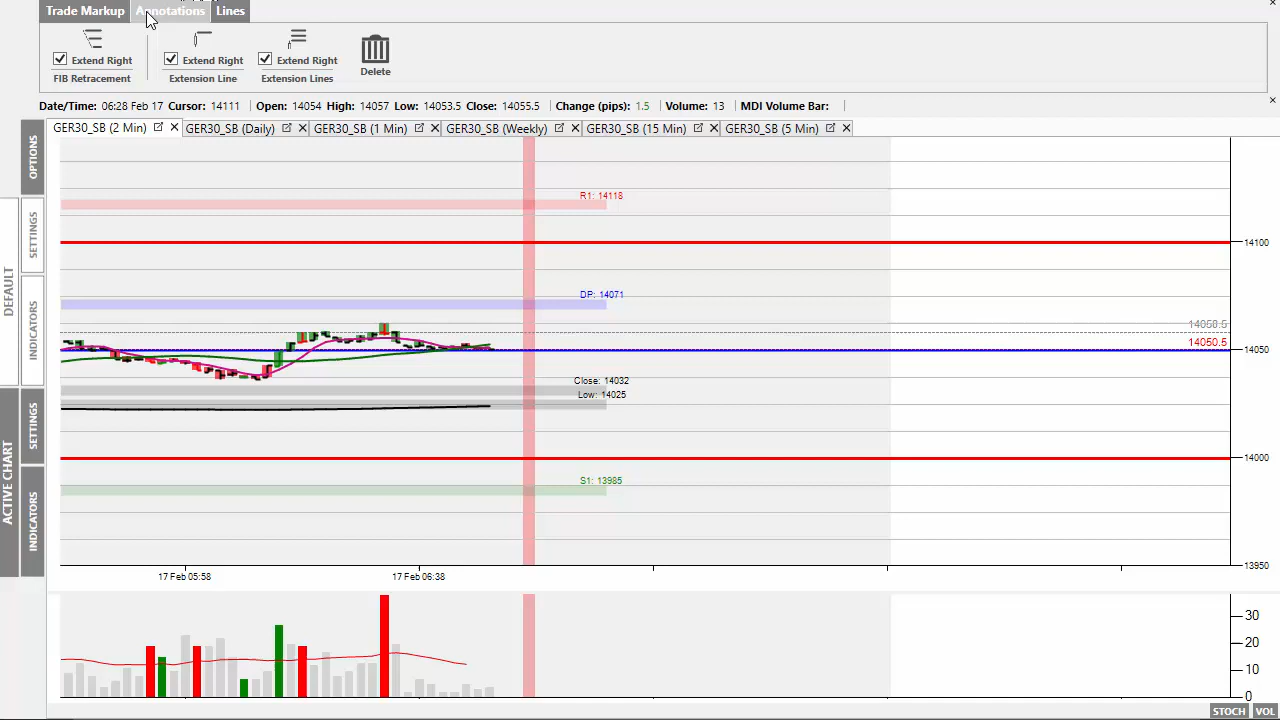 Trade Markup Annotations Lines
Extend Right Extend Right Extend Right
FIB Retracement Extension Line Extension Lines Delete
Date/Time: 06:28 Feb 17 Cursor: 14111 Open: 14054 High: 14057 Low: 14053.5 Close: 14055.5 Change (pips): 1.5 Volume: 13 MDI Volume Bar:
GER30_SB (2 Min) GER30_SB (Daily) GER30_SB (1 Min) GER30_SB (Weekly) GER30_SB (15 Min) GER30_SB (5 Min)
OPTIONS
SETTINGS
DEFAULT
INDICATORS
SETTINGS
ACTIVE CHART
INDICATORS
R1: 14118
14100
DP: 14071
14058.5
14050.5
14050
Close: 14032
Low: 14025
14000
S1: 13985
13950
17 Feb 05:58 17 Feb 06:38
30
20
10
0
STOCH VOL